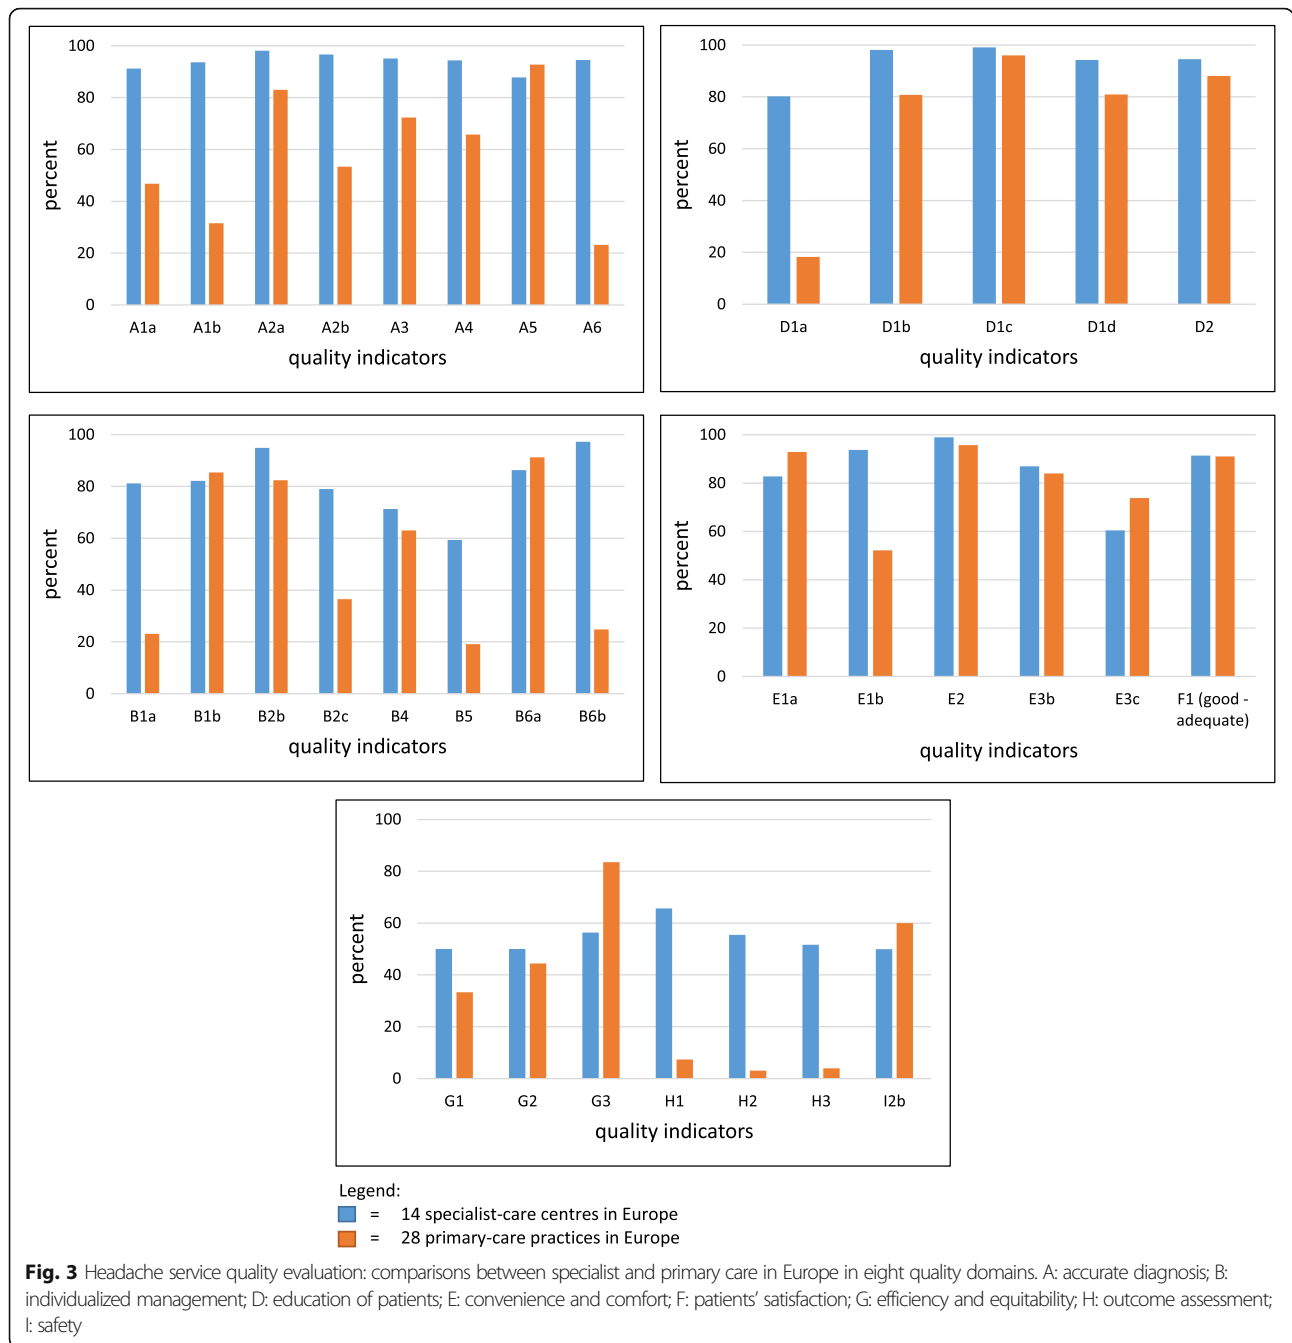 100
80
60
40
20
0
percent
A1a A1b A2a A2b A3 A4 A5 A6
quality indicators
100
80
60
40
20
0
percent
D1a D1b D1c D1d D2
quality indicators
100
80
60
40
20
0
percent
B1a B1b B2b B2c B4 B5 B6a B6b
quality indicators
100
80
60
40
20
0
percent
E1a E1b E2 E3b E3c F1 (good -
adequate)
quality indicators
100
80
60
40
20
0
percent
G1 G2 G3 H1 H2 H3 I2b
quality indicators
Legend:
= 14 specialist-care centres in Europe
= 28 primary-care practices in Europe
Fig. 3 Headache service quality evaluation: comparisons between specialist and primary care in Europe in eight quality domains. A: accurate diagnosis; B:
individualized management; D: education of patients; E: convenience and comfort; F: patients' satisfaction; G: efficiency and equitability; H: outcome assessment;
I: safety